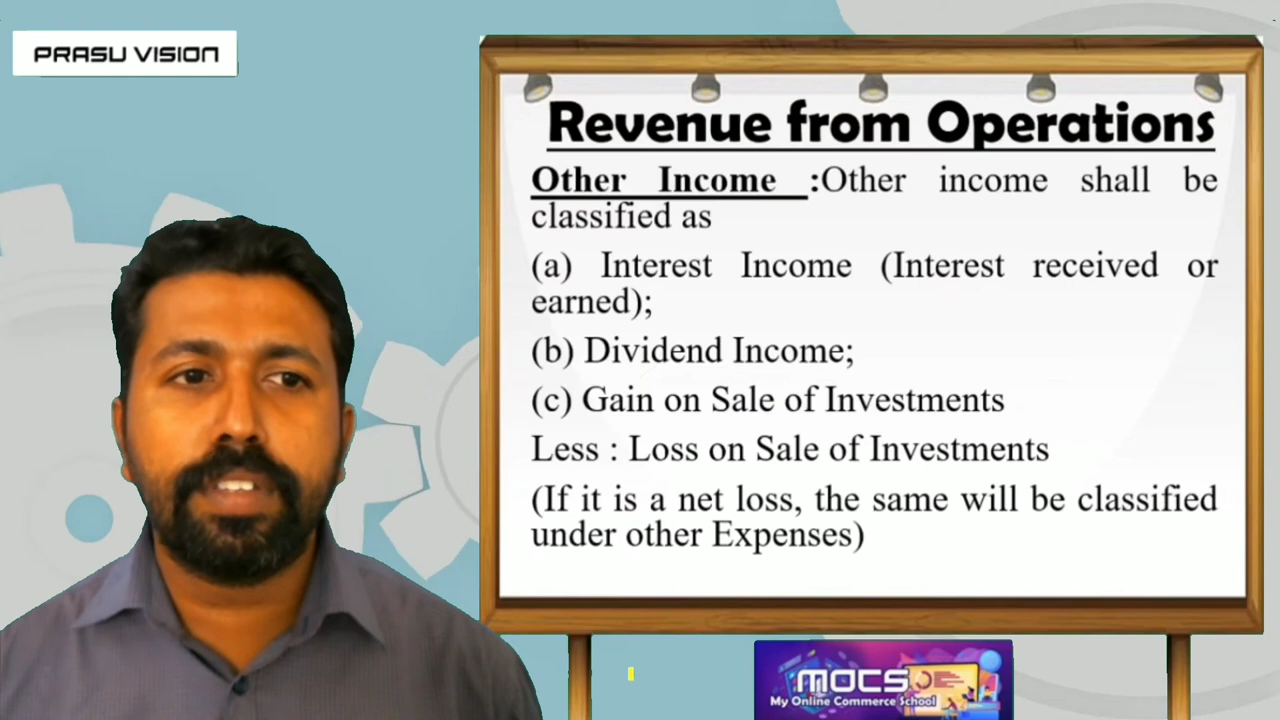 PRASU VISION
Revenue from Operations
Other Income :Other income shall be
classified as
(a) Interest Income (Interest received or
earned);
(b) Dividend Income;
(c) Gain on Sale of Investments
Less : Loss on Sale of Investments
(If it is a net loss, the same will be classified
under other Expenses)
MOCS
My Online Commerce School